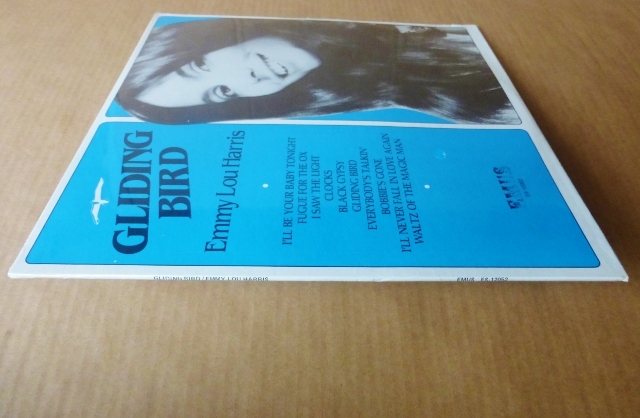 GLIDING
BIRD
Emmy Lou Harris
I'LL BE YOUR BABY TONIGHT
FUGUE FOR THE OX
I SAW THE LIGHT
CLOCKS
BLACK GYPSY
GLIDING BIRD
EVERYBODY'S TALKIN'
BOBBIE'S GONE
I'LL NEVER FALL IN LOVE AGAIN
WALTZ OF THE MAGIC MAN
EMUS
GLIDING BIRD / EMMY LOU HARRIS
EMUS ES-12052